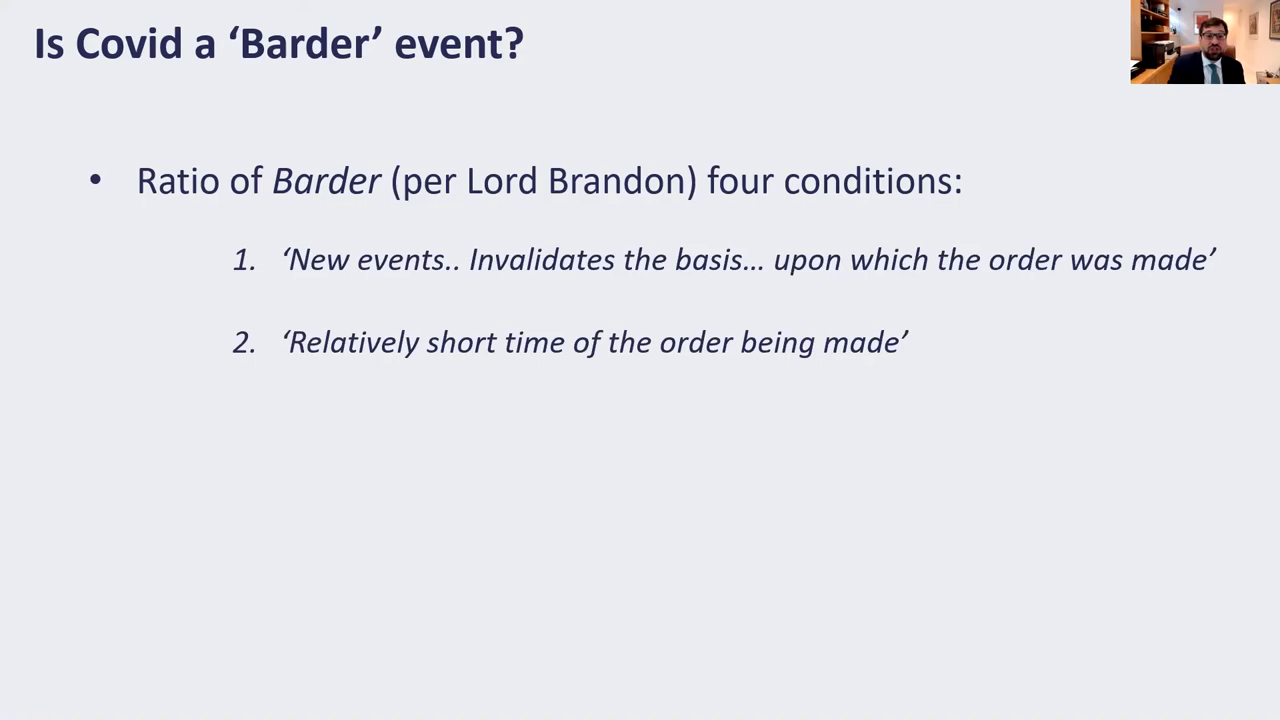 Is Covid a ‘Barder’ event?
• Ratio of Barder (per Lord Brandon) four conditions:
1. ‘New events.. Invalidates the basis… upon which the order was made’
2. ‘Relatively short time of the order being made’